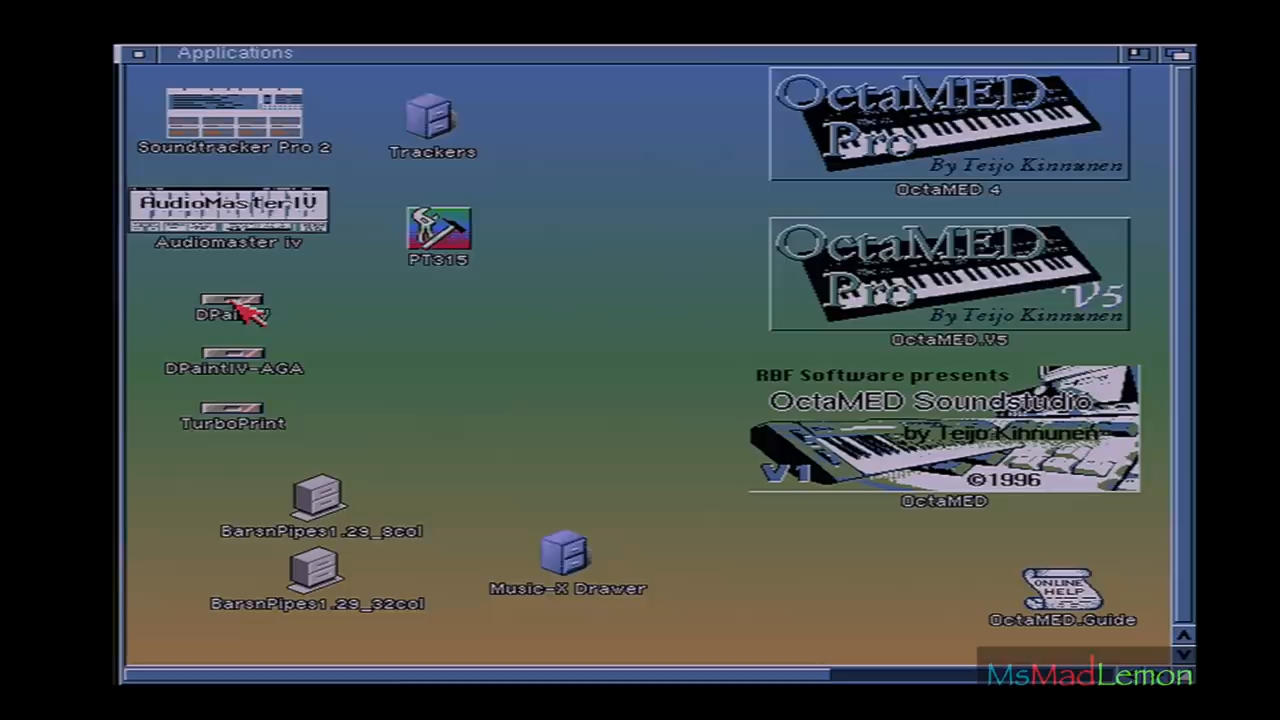 Applications
Soundtracker Pro 2
Trackers
OctaMED
Pro
By Teijo Kinnunen
OctaMED 4
AudioMaster IV
Audiomaster iv
PT315
OctaMED
Pro
V5
By Teijo Kinnunen
OctaMED.V5
DPaintIV
DPaintIV-AGA
TurboPrint
RBF Software presents
OctaMED Soundstudio
by Teijo Kinnunen
V1
©1996
OctaMED
BarsnPipes1.29_8col
BarsnPipes1.29_32col
Music-X Drawer
ONLINE
HELP
OctaMED.Guide
MsMadLemon